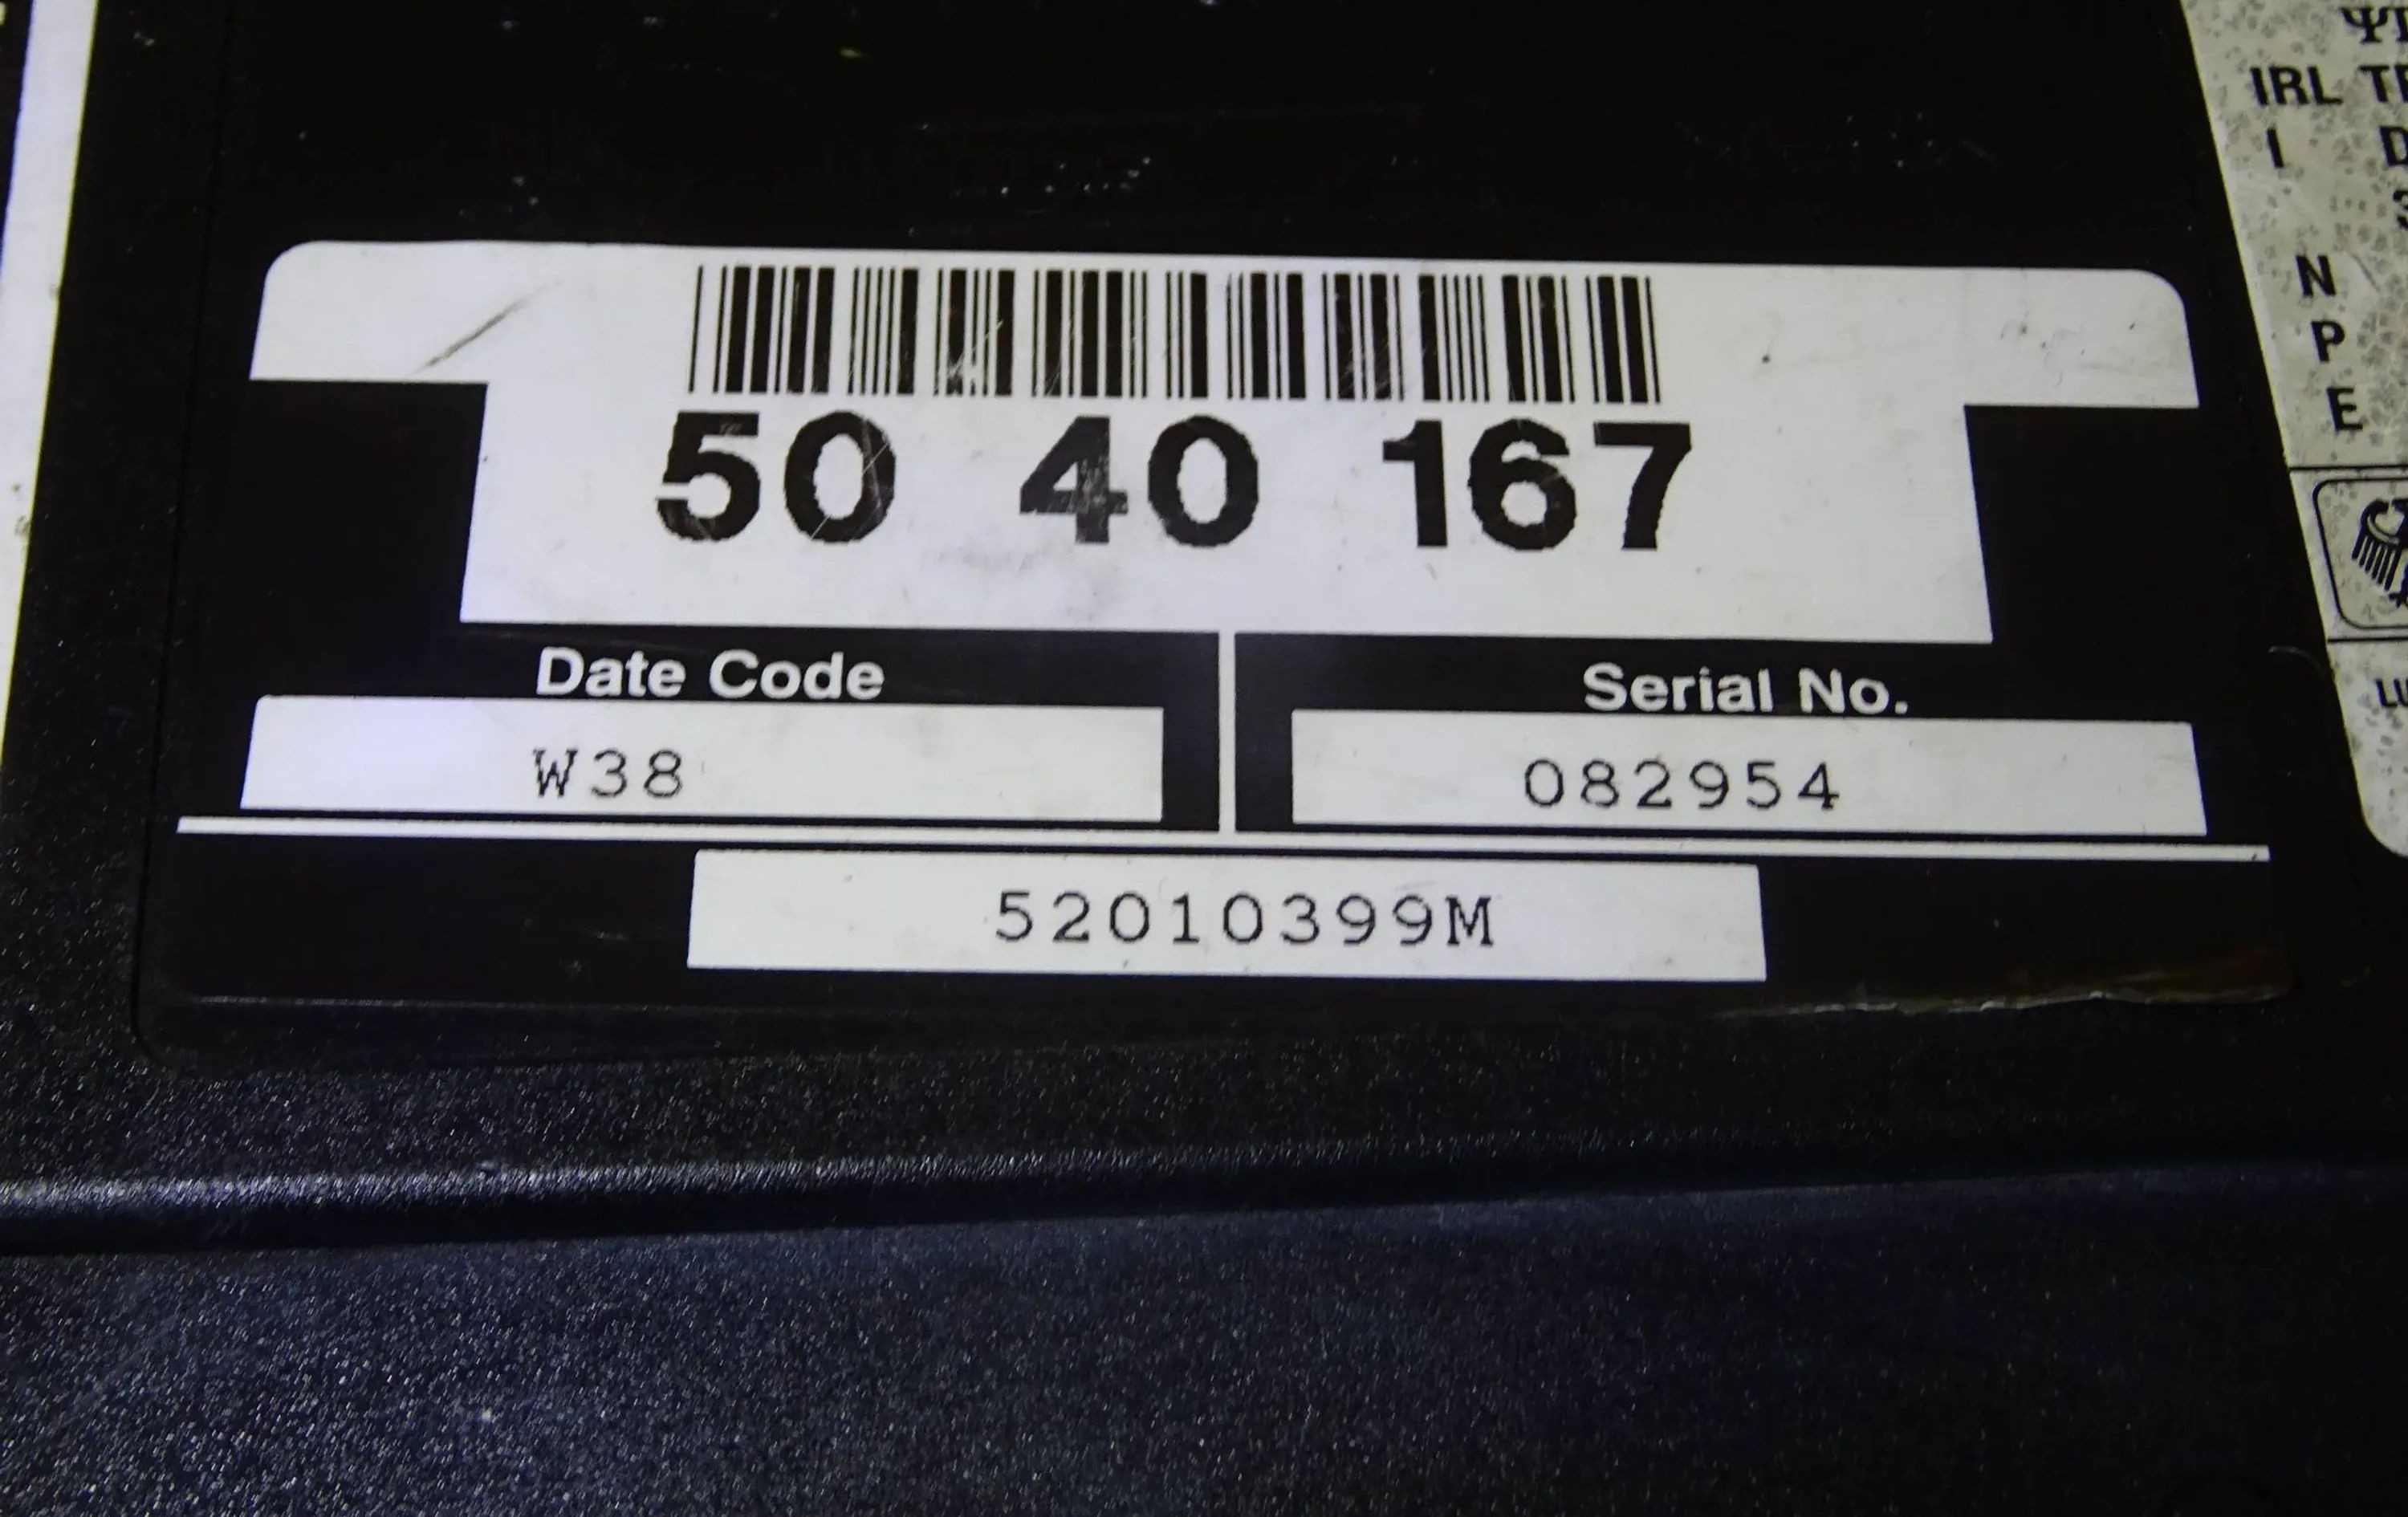 50 40 167
Date Code
Serial No.
W38
082954
52010399M
IRL
I
N
P
E